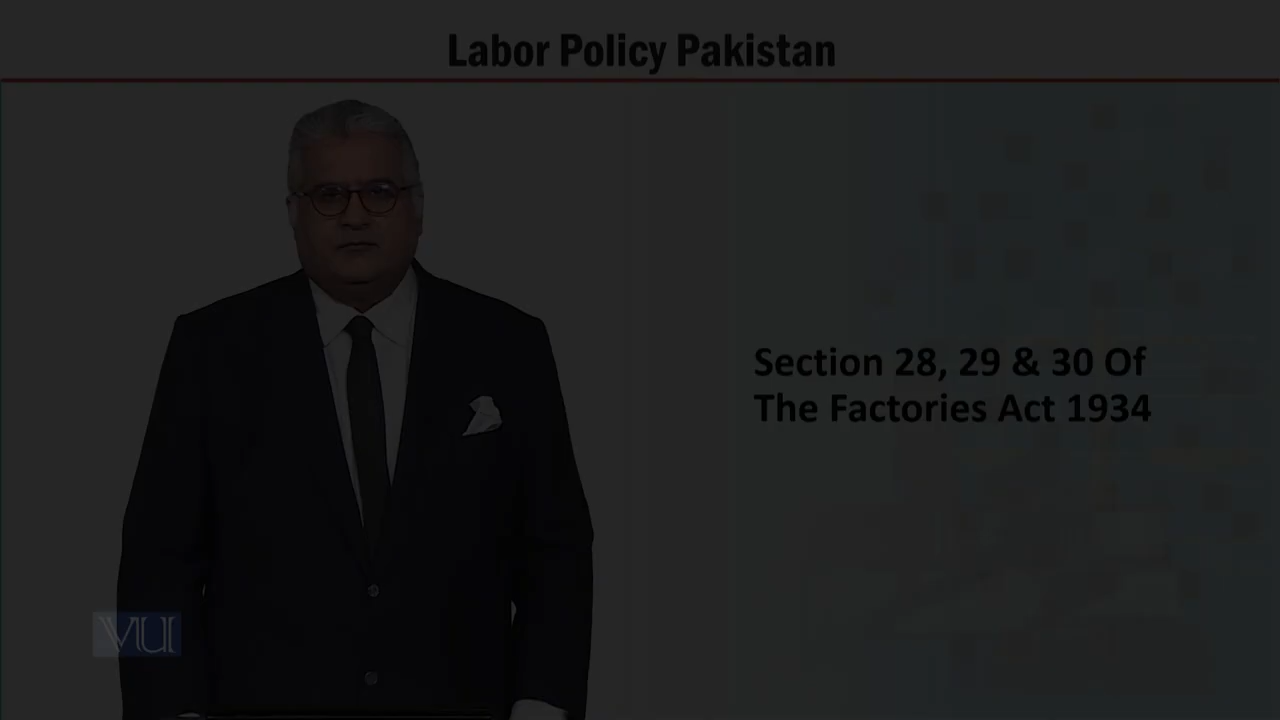 Labor Policy Pakistan
Section 28, 29 & 30 Of
The Factories Act 1934
VU